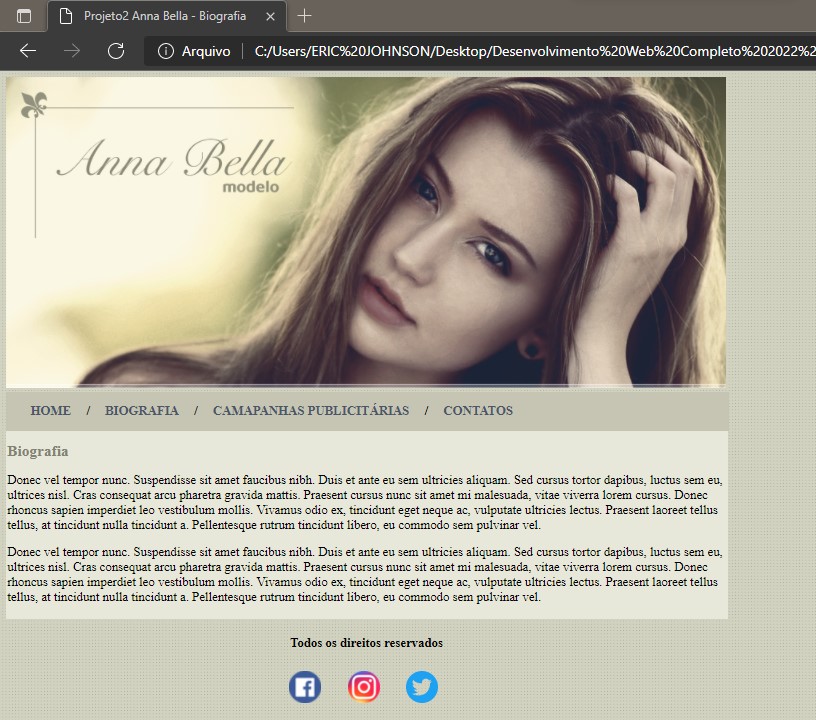 Projeto2 Anna Bella - Biografia
Arquivo C:/Users/ERIC%20JOHNSON/Desktop/Desenvolvimento%20Web%20Completo%202022%2
Anna Bella
modelo
HOME / BIOGRAFIA / CAMAPANHAS PUBLICITÁRIAS / CONTATOS
Biografia
Donec vel tempor nunc. Suspendisse sit amet faucibus nibh. Duis et ante eu sem ultricies aliquam. Sed cursus tortor dapibus, luctus sem eu,
ultrices nisl. Cras consequat arcu pharetra gravida mattis. Praesent cursus nunc sit amet mi malesuada, vitae viverra lorem cursus. Donec
rhoncus sapien imperdiet leo vestibulum mollis. Vivamus odio ex, tincidunt eget neque ac, vulputate ultricies lectus. Praesent laoreet tellus
tellus, at tincidunt nulla tincidunt a. Pellentesque rutrum tincidunt libero, eu commodo sem pulvinar vel.
Donec vel tempor nunc. Suspendisse sit amet faucibus nibh. Duis et ante eu sem ultricies aliquam. Sed cursus tortor dapibus, luctus sem eu,
ultrices nisl. Cras consequat arcu pharetra gravida mattis. Praesent cursus nunc sit amet mi malesuada, vitae viverra lorem cursus. Donec
rhoncus sapien imperdiet leo vestibulum mollis. Vivamus odio ex, tincidunt eget neque ac, vulputate ultricies lectus. Praesent laoreet tellus
tellus, at tincidunt nulla tincidunt a. Pellentesque rutrum tincidunt libero, eu commodo sem pulvinar vel.
Todos os direitos reservados